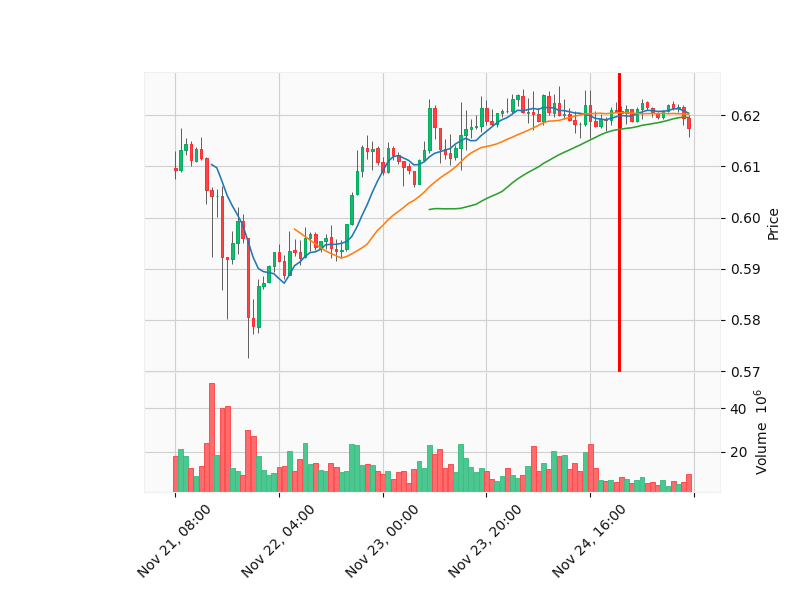 0.62
0.61
0.60
0.59
0.58
0.57
Price
40
20
Volume 10^6
Nov 21, 08:00
Nov 22, 04:00
Nov 23, 00:00
Nov 23, 20:00
Nov 24, 16:00